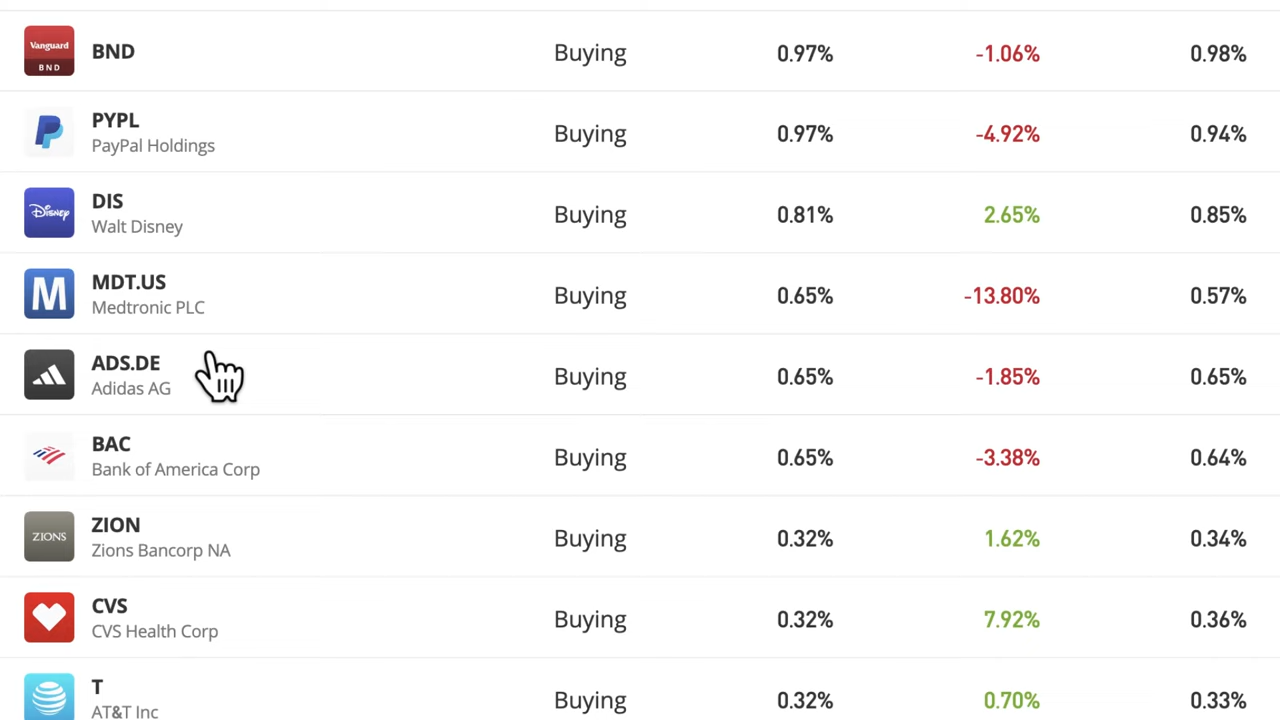 Vanguard
BND
BND Buying 0.97% -1.06% 0.98%
PYPL
PayPal Holdings
Buying 0.97% -4.92% 0.94%
Disney
DIS
Walt Disney
Buying 0.81% 2.65% 0.85%
M
MDT.US
Medtronic PLC
Buying 0.65% -13.80% 0.57%
ADS.DE
Adidas AG
Buying 0.65% -1.85% 0.65%
BAC
Bank of America Corp
Buying 0.65% -3.38% 0.64%
ZIONS
ZION
Zions Bancorp NA
Buying 0.32% 1.62% 0.34%
CVS
CVS Health Corp
Buying 0.32% 7.92% 0.36%
T
AT&T Inc
Buying 0.32% 0.70% 0.33%